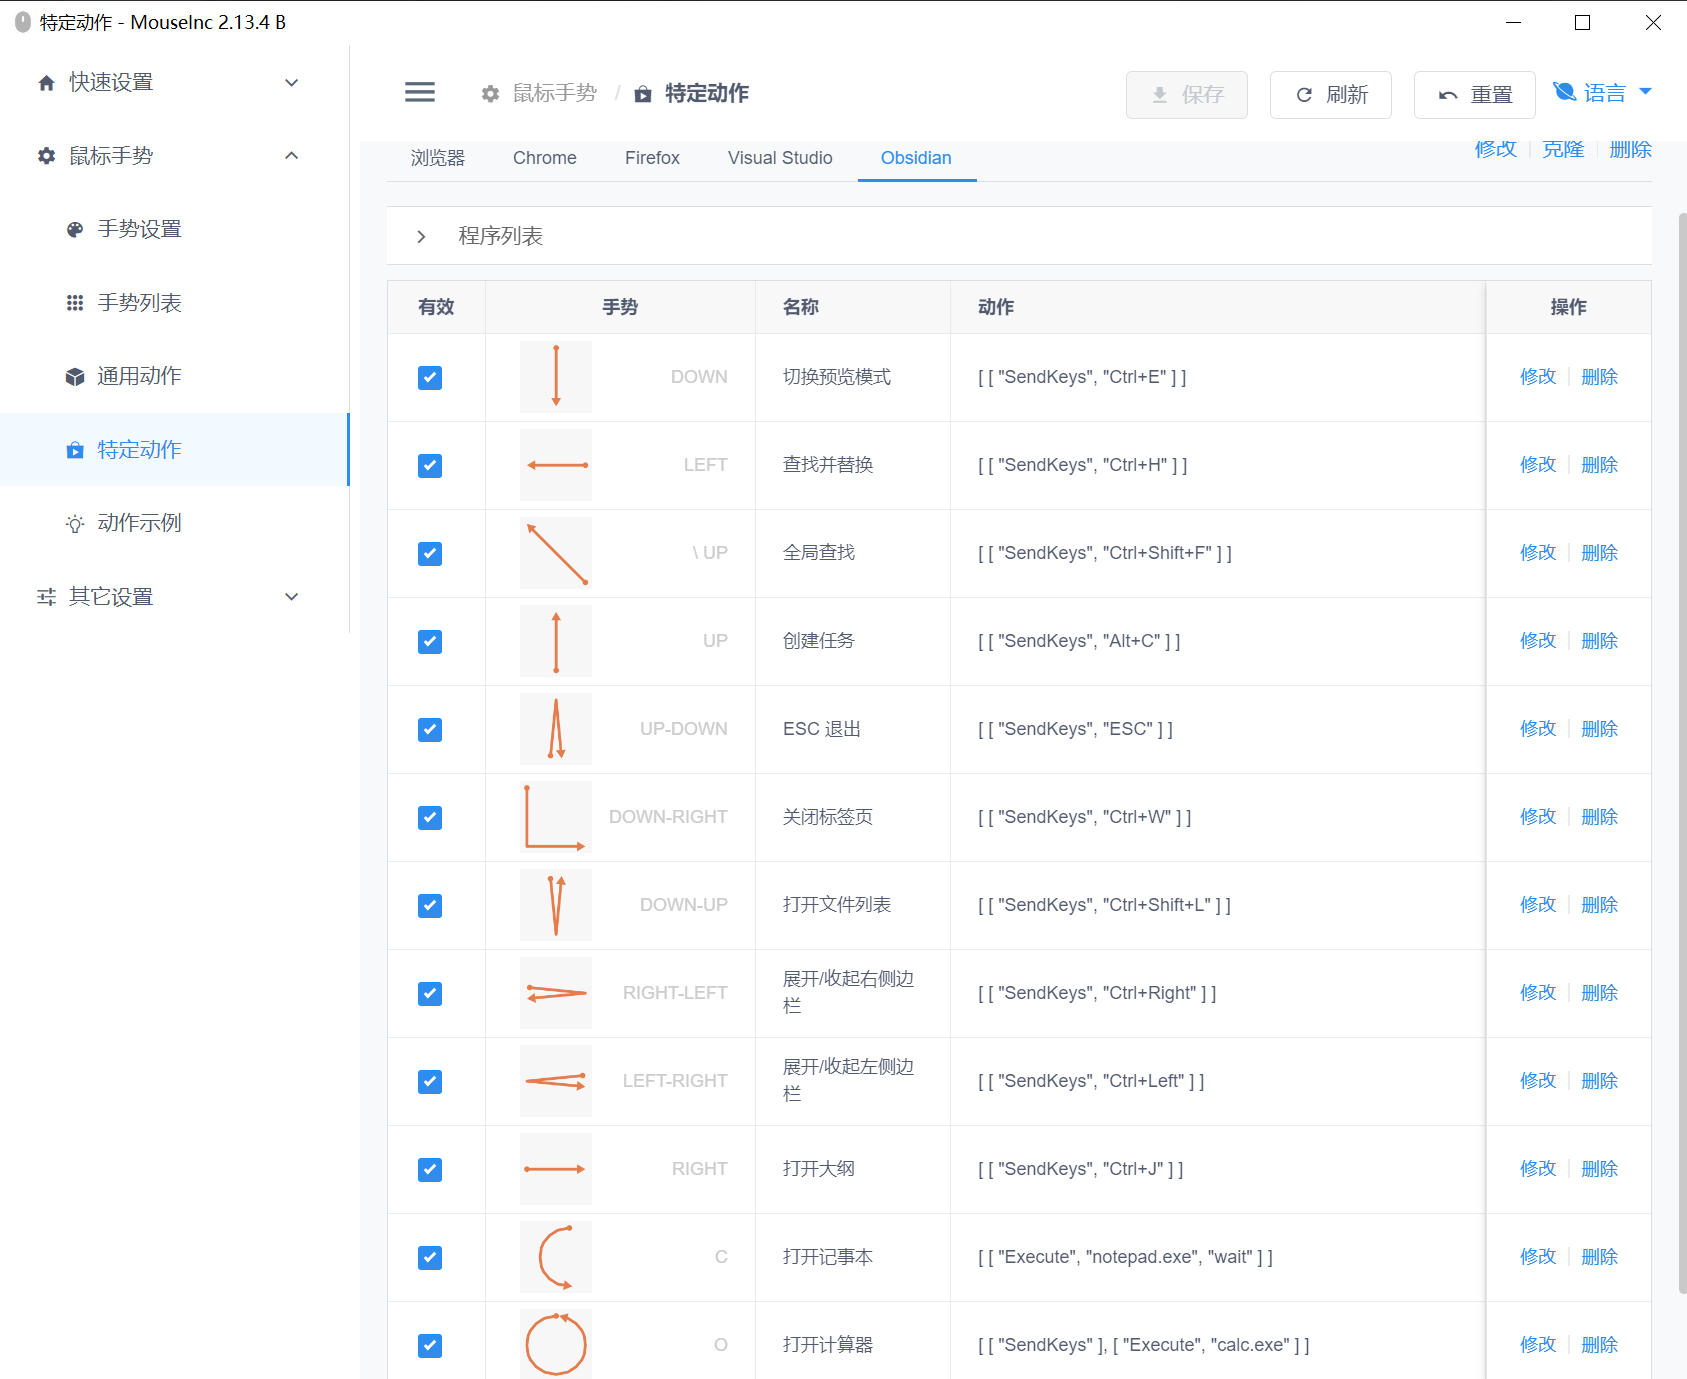 特定动作 - MouseInc 2.13.4 B
快速设置
鼠标手势
手势设置
手势列表
通用动作
特定动作
动作示例
其它设置
鼠标手势 / 特定动作
保存 刷新 重置 语言
浏览器 Chrome Firefox Visual Studio Obsidian 修改 克隆 删除
程序列表
有效 手势 名称 动作 操作
DOWN 切换预览模式 [ [ "SendKeys", "Ctrl+E" ] ] 修改 删除
LEFT 查找并替换 [ [ "SendKeys", "Ctrl+H" ] ] 修改 删除
\ UP 全局查找 [ [ "SendKeys", "Ctrl+Shift+F" ] ] 修改 删除
UP 创建任务 [ [ "SendKeys", "Alt+C" ] ] 修改 删除
UP-DOWN ESC 退出 [ [ "SendKeys", "ESC" ] ] 修改 删除
DOWN-RIGHT 关闭标签页 [ [ "SendKeys", "Ctrl+W" ] ] 修改 删除
DOWN-UP 打开文件列表 [ [ "SendKeys", "Ctrl+Shift+L" ] ] 修改 删除
RIGHT-LEFT 展开/收起右侧边
栏 [ [ "SendKeys", "Ctrl+Right" ] ] 修改 删除
LEFT-RIGHT 展开/收起左侧边
栏 [ [ "SendKeys", "Ctrl+Left" ] ] 修改 删除
RIGHT 打开大纲 [ [ "SendKeys", "Ctrl+J" ] ] 修改 删除
C 打开记事本 [ [ "Execute", "notepad.exe", "wait" ] ] 修改 删除
O 打开计算器 [ [ "SendKeys" ], [ "Execute", "calc.exe" ] ] 修改 删除